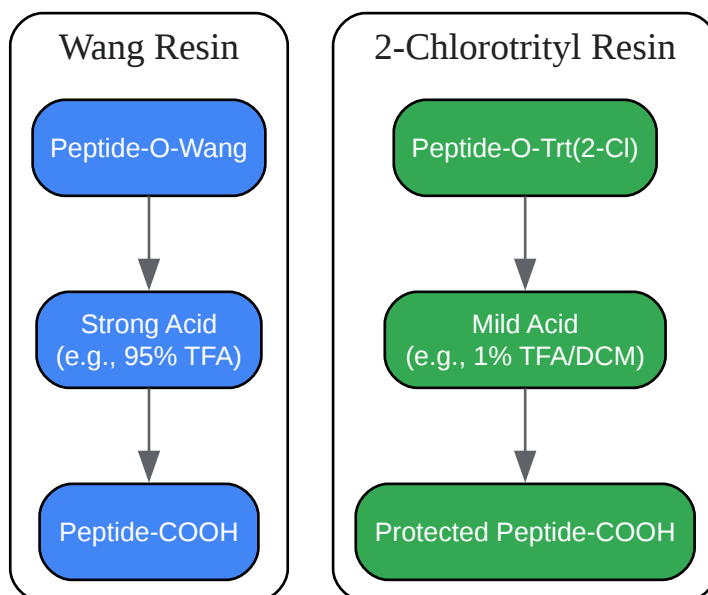 Wang Resin
Peptide-O-Wang
Strong Acid
(e.g., 95% TFA)
Peptide-COOH
2-Chlorotrityl Resin
Peptide-O-Trt(2-Cl)
Mild Acid
(e.g., 1% TFA/DCM)
Protected Peptide-COOH